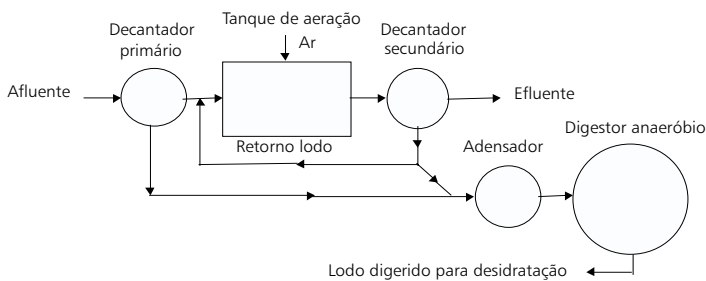 Tanque de aeração
Decantador
primário
Ar
Decantador
secundário
Afluente
Efluente
Retorno lodo
Adensador
Digestor anaeróbio
Lodo digerido para desidratação